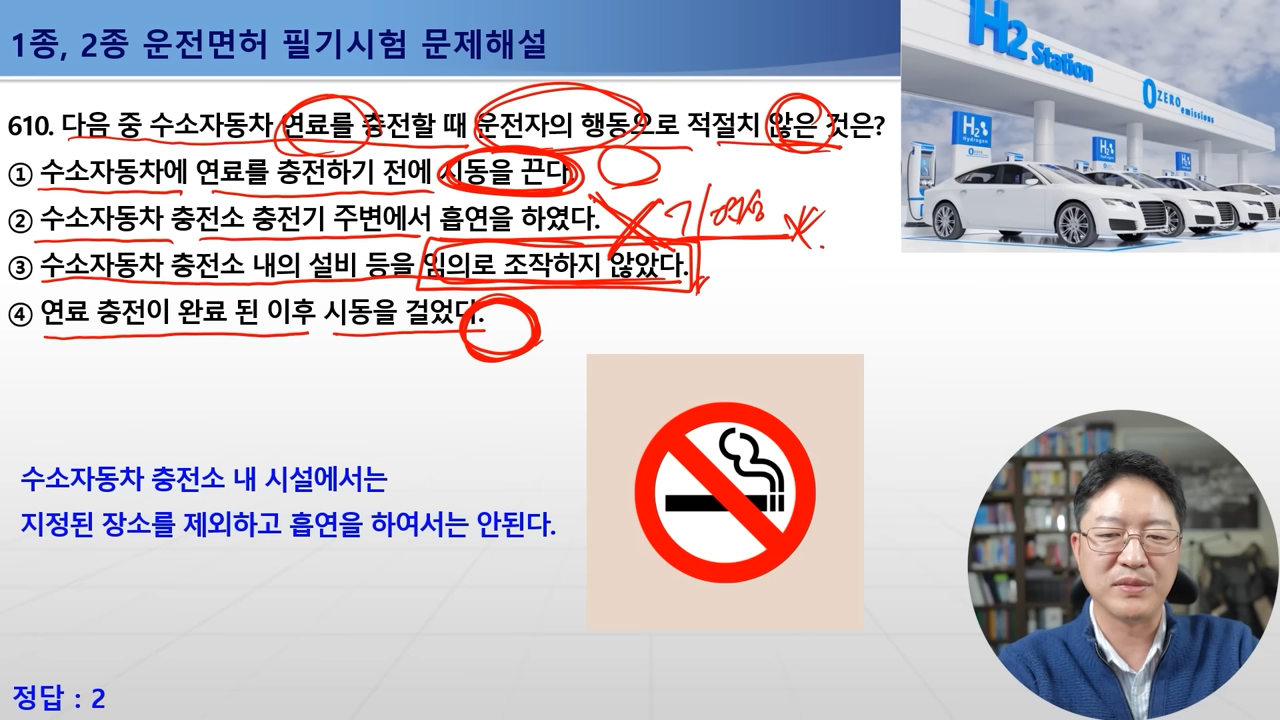 1종, 2종 운전면허 필기시험 문제해설
610. 다음 중 수소자동차 연료를 충전할 때 운전자의 행동으로 적절치 않은 것은?
① 수소자동차에 연료를 충전하기 전에 시동을 끈다.
② 수소자동차 충전소 충전기 주변에서 흡연을 하였다.
③ 수소자동차 충전소 내의 설비 등을 임의로 조작하지 않았다.
④ 연료 충전이 완료 된 이후 시동을 걸었다.
수소자동차 충전소 내 시설에서는
지정된 장소를 제외하고 흡연을 하여서는 안된다.
정답 : 2
H2 Station
0 ZERO emissions
H2
Hydrogen
H2
H2